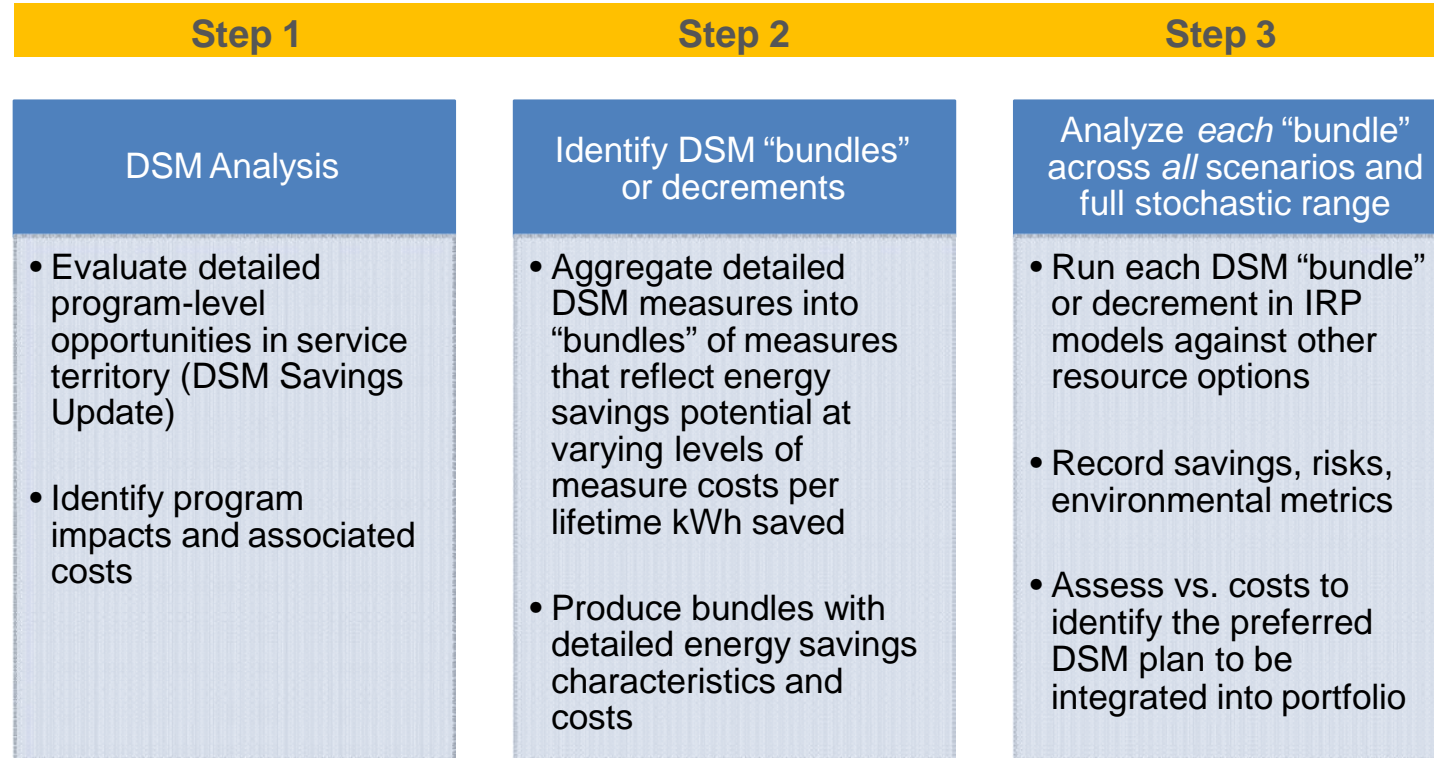 Step 1
Step 2
Step 3
DSM Analysis
• Evaluate detailed
program-level
opportunities in service
territory (DSM Savings
Update)
• Identify program
impacts and associated
costs
Identify DSM “bundles”
or decrements
• Aggregate detailed
DSM measures into
“bundles” of measures
that reflect energy
savings potential at
varying levels of
measure costs per
lifetime kWh saved
• Produce bundles with
detailed energy savings
characteristics and
costs
Analyze each “bundle”
across all scenarios and
full stochastic range
• Run each DSM “bundle”
or decrement in IRP
models against other
resource options
• Record savings, risks,
environmental metrics
• Assess vs. costs to
identify the preferred
DSM plan to be
integrated into portfolio